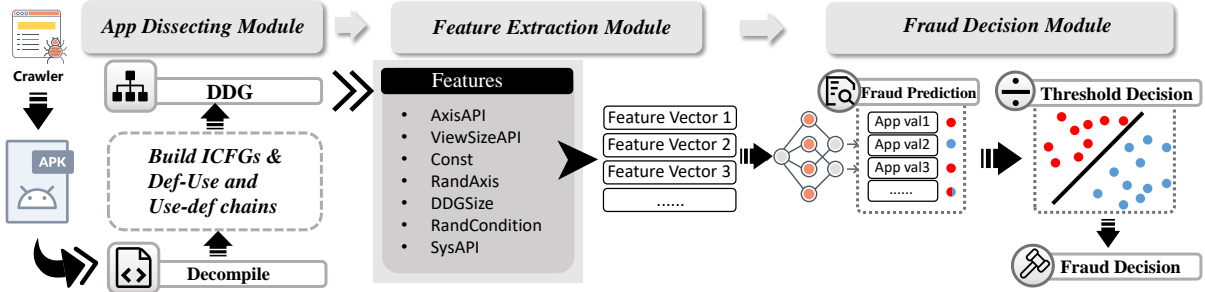 App Dissecting Module
Feature Extraction Module
Fraud Decision Module
Crawler
APK
Decompile
Build ICFGs &
Def-Use and
Use-def chains
DDG
Features
• AxisAPI
• ViewSizeAPI
• Const
• RandAxis
• DDGSize
• RandCondition
• SysAPI
Feature Vector 1
Feature Vector 2
Feature Vector 3
......
Fraud Prediction
App val1
App val2
App val3
......
Threshold Decision
Fraud Decision